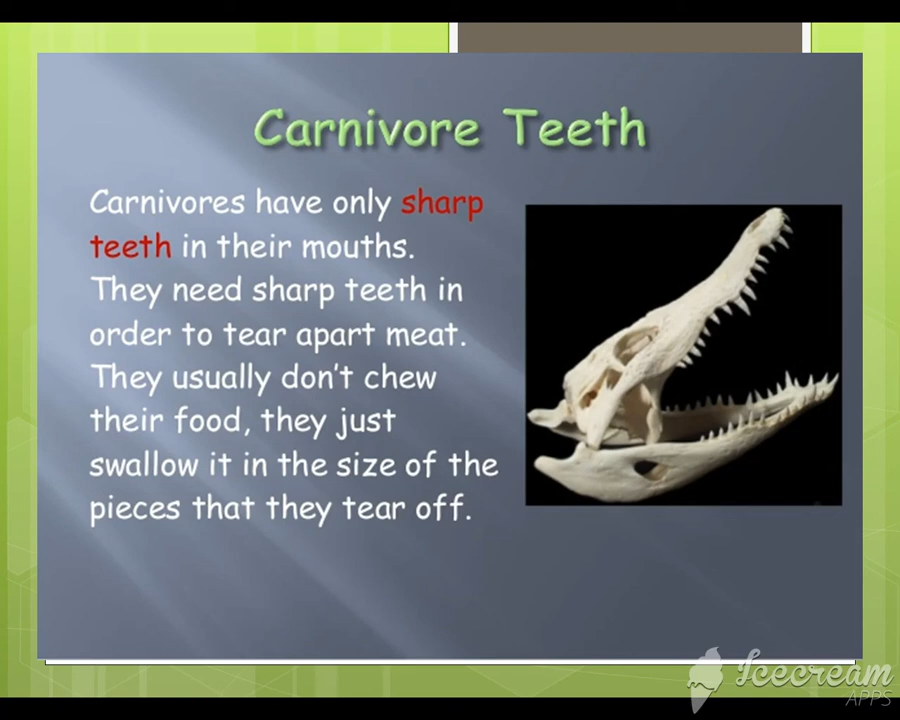 Carnivore Teeth
Carnivores have only sharp
teeth in their mouths.
They need sharp teeth in
order to tear apart meat.
They usually don't chew
their food, they just
swallow it in the size of the
pieces that they tear off.
Icecream
APPS